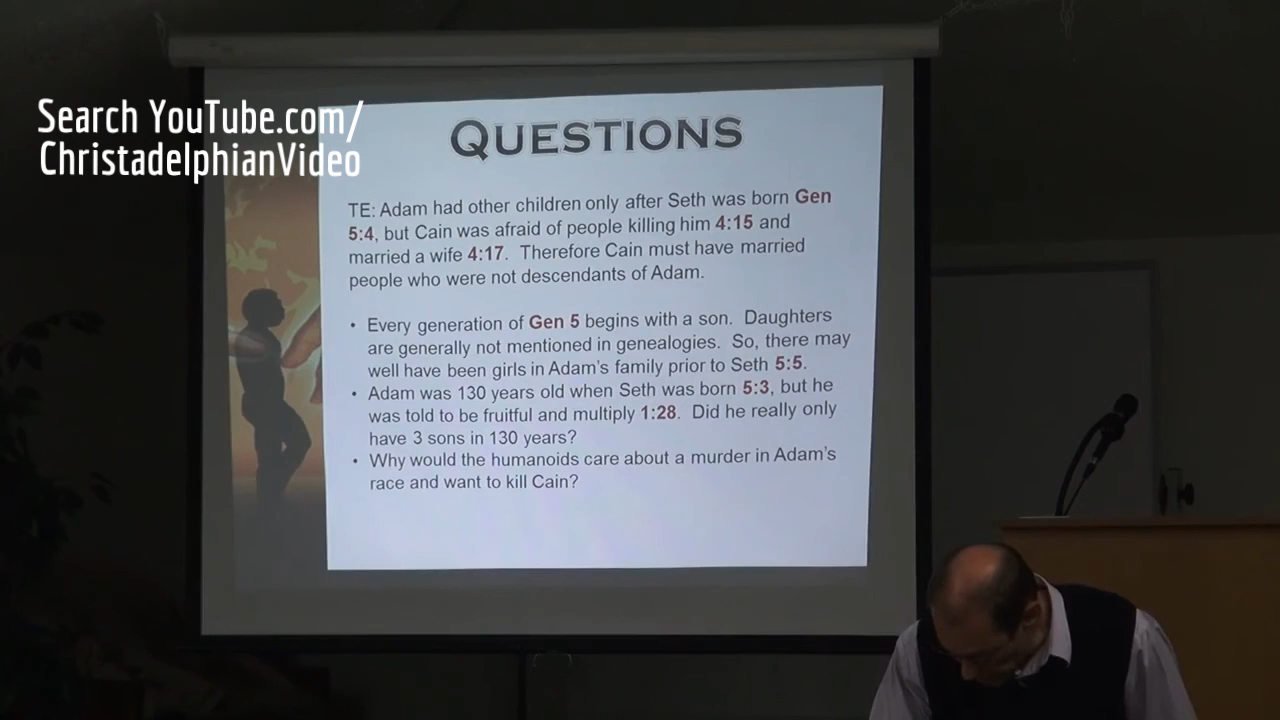 Search YouTube.com/
ChristadelphianVideo
QUESTIONS
TE: Adam had other children only after Seth was born Gen
5:4, but Cain was afraid of people killing him 4:15 and
married a wife 4:17. Therefore Cain must have married
people who were not descendants of Adam.
• Every generation of Gen 5 begins with a son. Daughters
are generally not mentioned in genealogies. So, there may
well have been girls in Adam's family prior to Seth 5:5.
• Adam was 130 years old when Seth was born 5:3, but he
was told to be fruitful and multiply 1:28. Did he really only
have 3 sons in 130 years?
• Why would the humanoids care about a murder in Adam's
race and want to kill Cain?